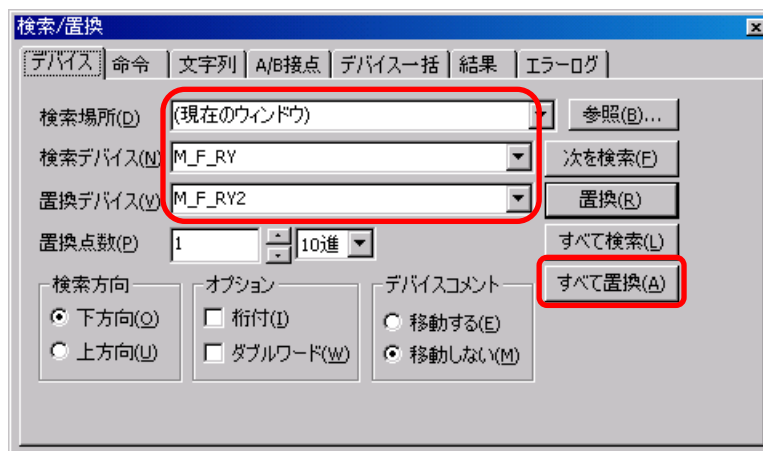 検索/置換
デバイス 命令 文字列 A/B接点 デバイス一括 結果 エラーログ
検索場所(D) (現在のウィンドウ) 参照(B)...
検索デバイス(N) M_F_RY 次を検索(F)
置換デバイス(V) M_F_RY2 置換(R)
置換点数(P) 1 10進 すべて検索(L)
検索方向 オプション デバイスコメント すべて置換(A)
下方向(O) 桁付(I) 移動する(E)
上方向(U) ダブルワード(W) 移動しない(M)